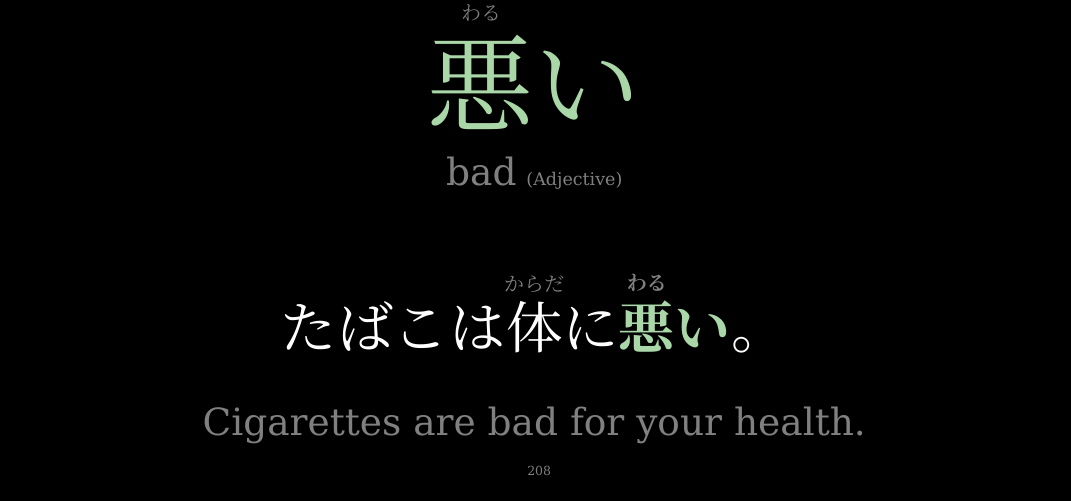 わる
悪い
bad (Adjective)
からだ わる
たばこは体に悪い。
Cigarettes are bad for your health.
208